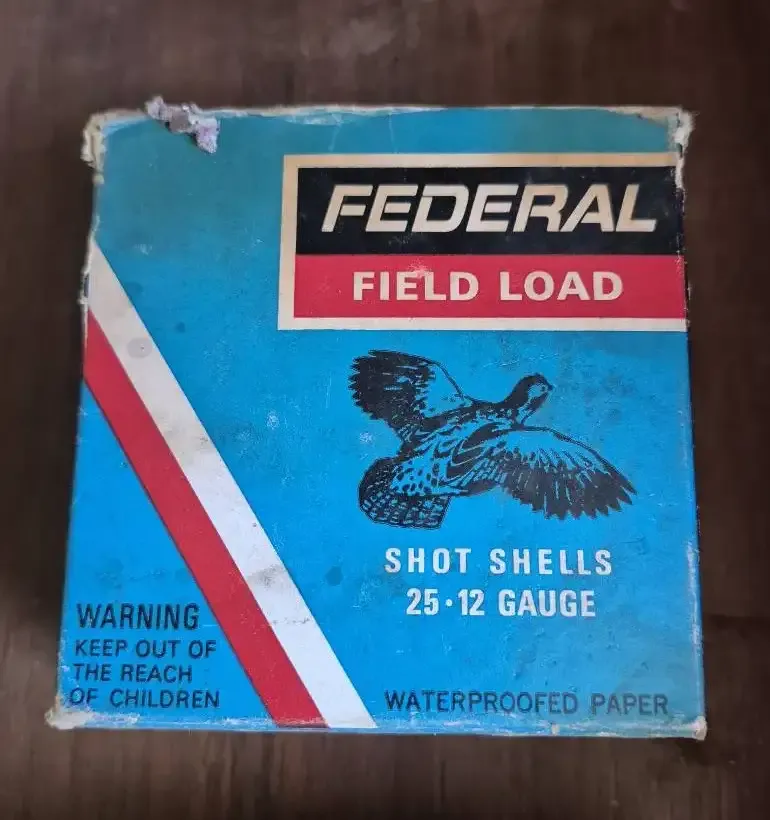 FEDERAL
FIELD LOAD
SHOT SHELLS
25·12 GAUGE
WARNING
KEEP OUT OF
THE REACH
OF CHILDREN
WATERPROOFED PAPER